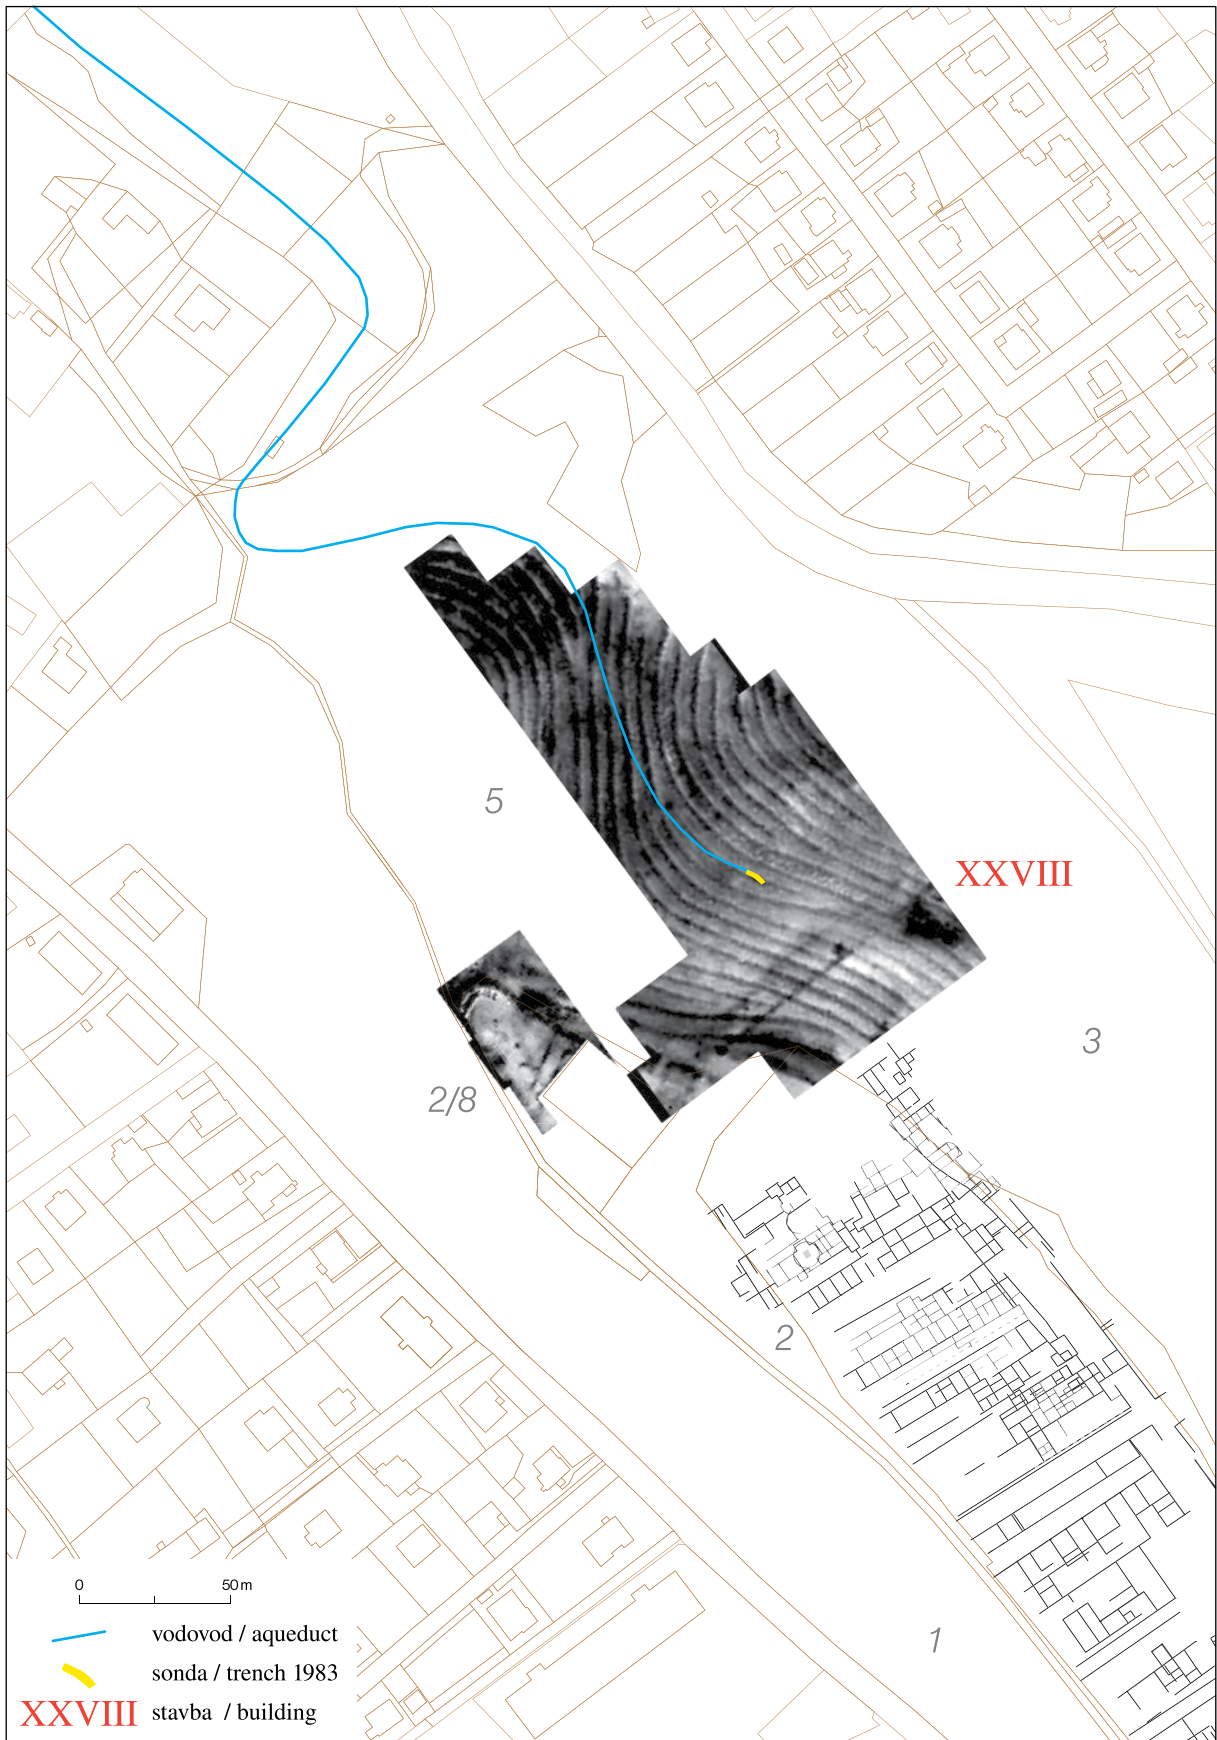 5
XXVIII
3
2/8
2
1
0 50 m
vodovod / aqueduct
sonda / trench 1983
XXVIII stavba / building